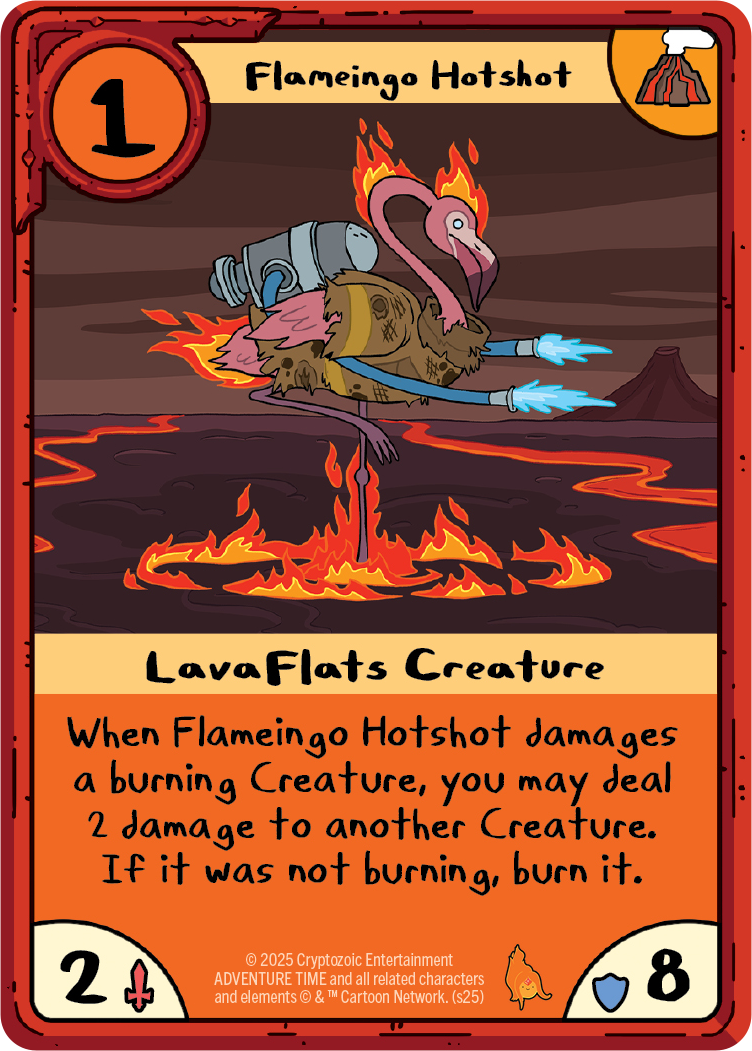 1
Flameingo Hotshot
LavaFlats Creature
When Flameingo Hotshot damages
a burning Creature, you may deal
2 damage to another Creature.
If it was not burning, burn it.
2
© 2025 Cryptozoic Entertainment
ADVENTURE TIME and all related characters
and elements © & ™ Cartoon Network. (s25)
8